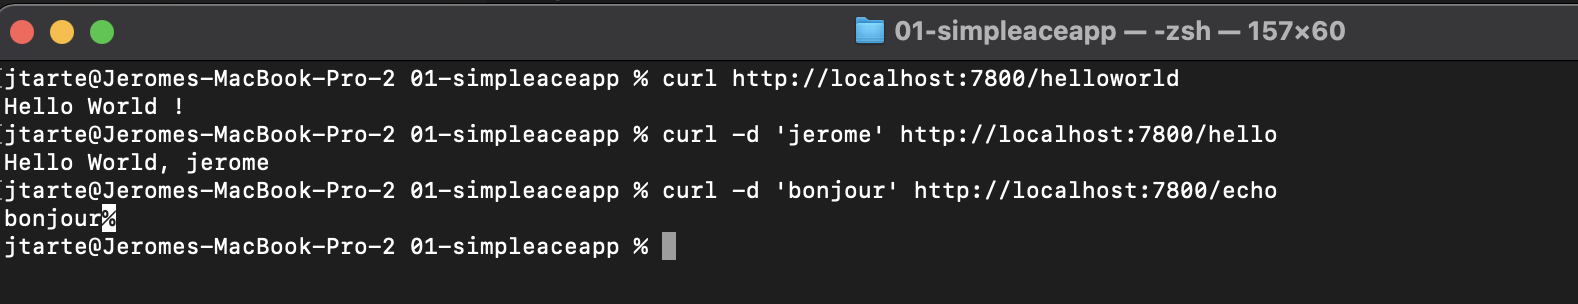 01-simpleaceapp — -zsh — 157×60
[jtarte@Jeromes-MacBook-Pro-2 01-simpleaceapp % curl http://localhost:7800/helloworld
Hello World !
[jtarte@Jeromes-MacBook-Pro-2 01-simpleaceapp % curl -d 'jerome' http://localhost:7800/hello
Hello World, jerome
[jtarte@Jeromes-MacBook-Pro-2 01-simpleaceapp % curl -d 'bonjour' http://localhost:7800/echo
bonjour%
jtarte@Jeromes-MacBook-Pro-2 01-simpleaceapp %